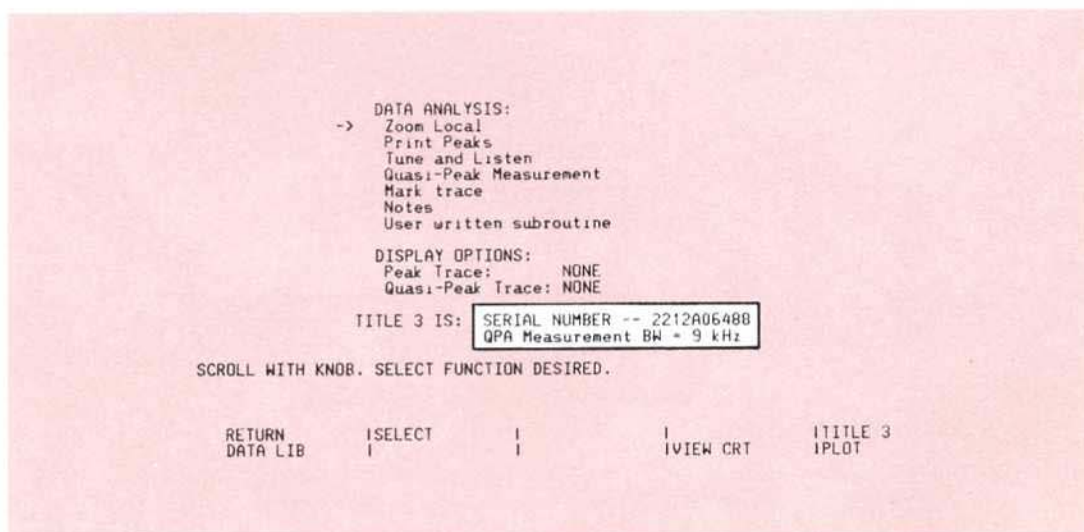 DATA ANALYSIS:
-> Zoom Local
Print Peaks
Tune and Listen
Quasi-Peak Measurement
Mark trace
Notes
User written subroutine
DISPLAY OPTIONS:
Peak Trace: NONE
Quasi-Peak Trace: NONE
TITLE 3 IS: SERIAL NUMBER -- 2212A06488
QPA Measurement BW = 9 kHz
SCROLL WITH KNOB. SELECT FUNCTION DESIRED.
RETURN |SELECT | | |TITLE 3
DATA LIB | | |VIEW CRT |PLOT